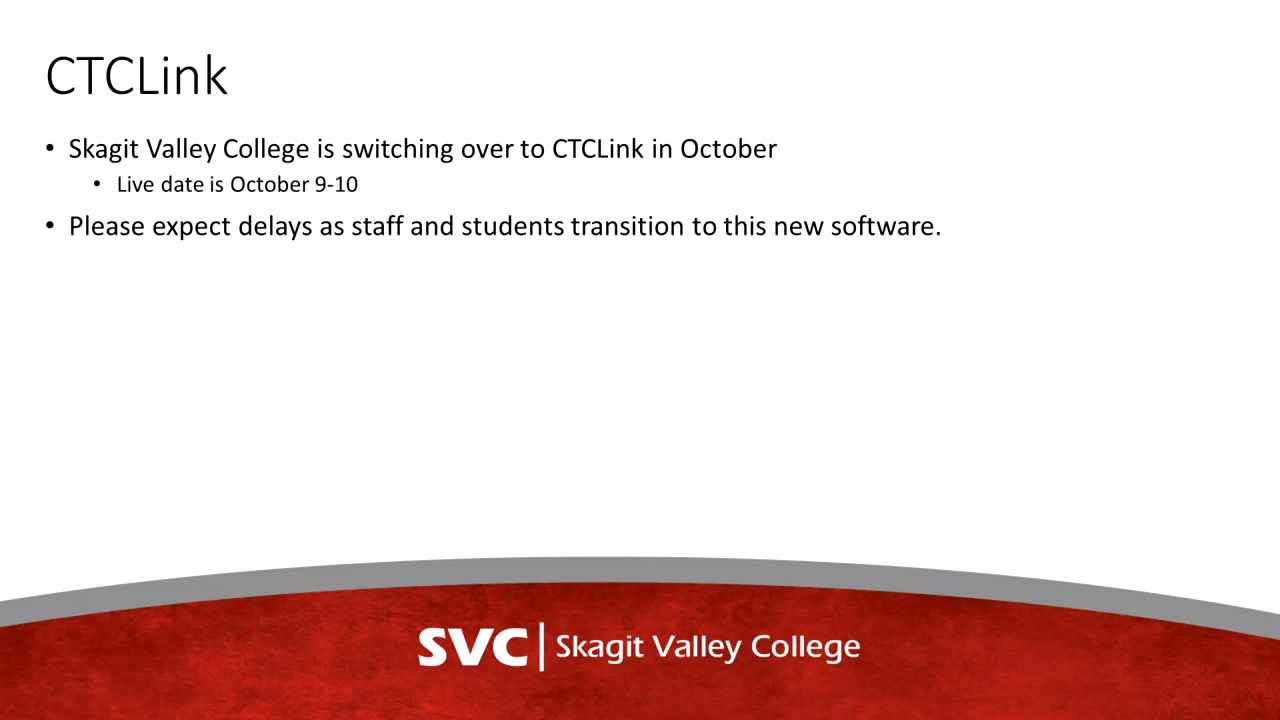 CTCLink
• Skagit Valley College is switching over to CTCLink in October
• Live date is October 9-10
• Please expect delays as staff and students transition to this new software.
SVC | Skagit Valley College